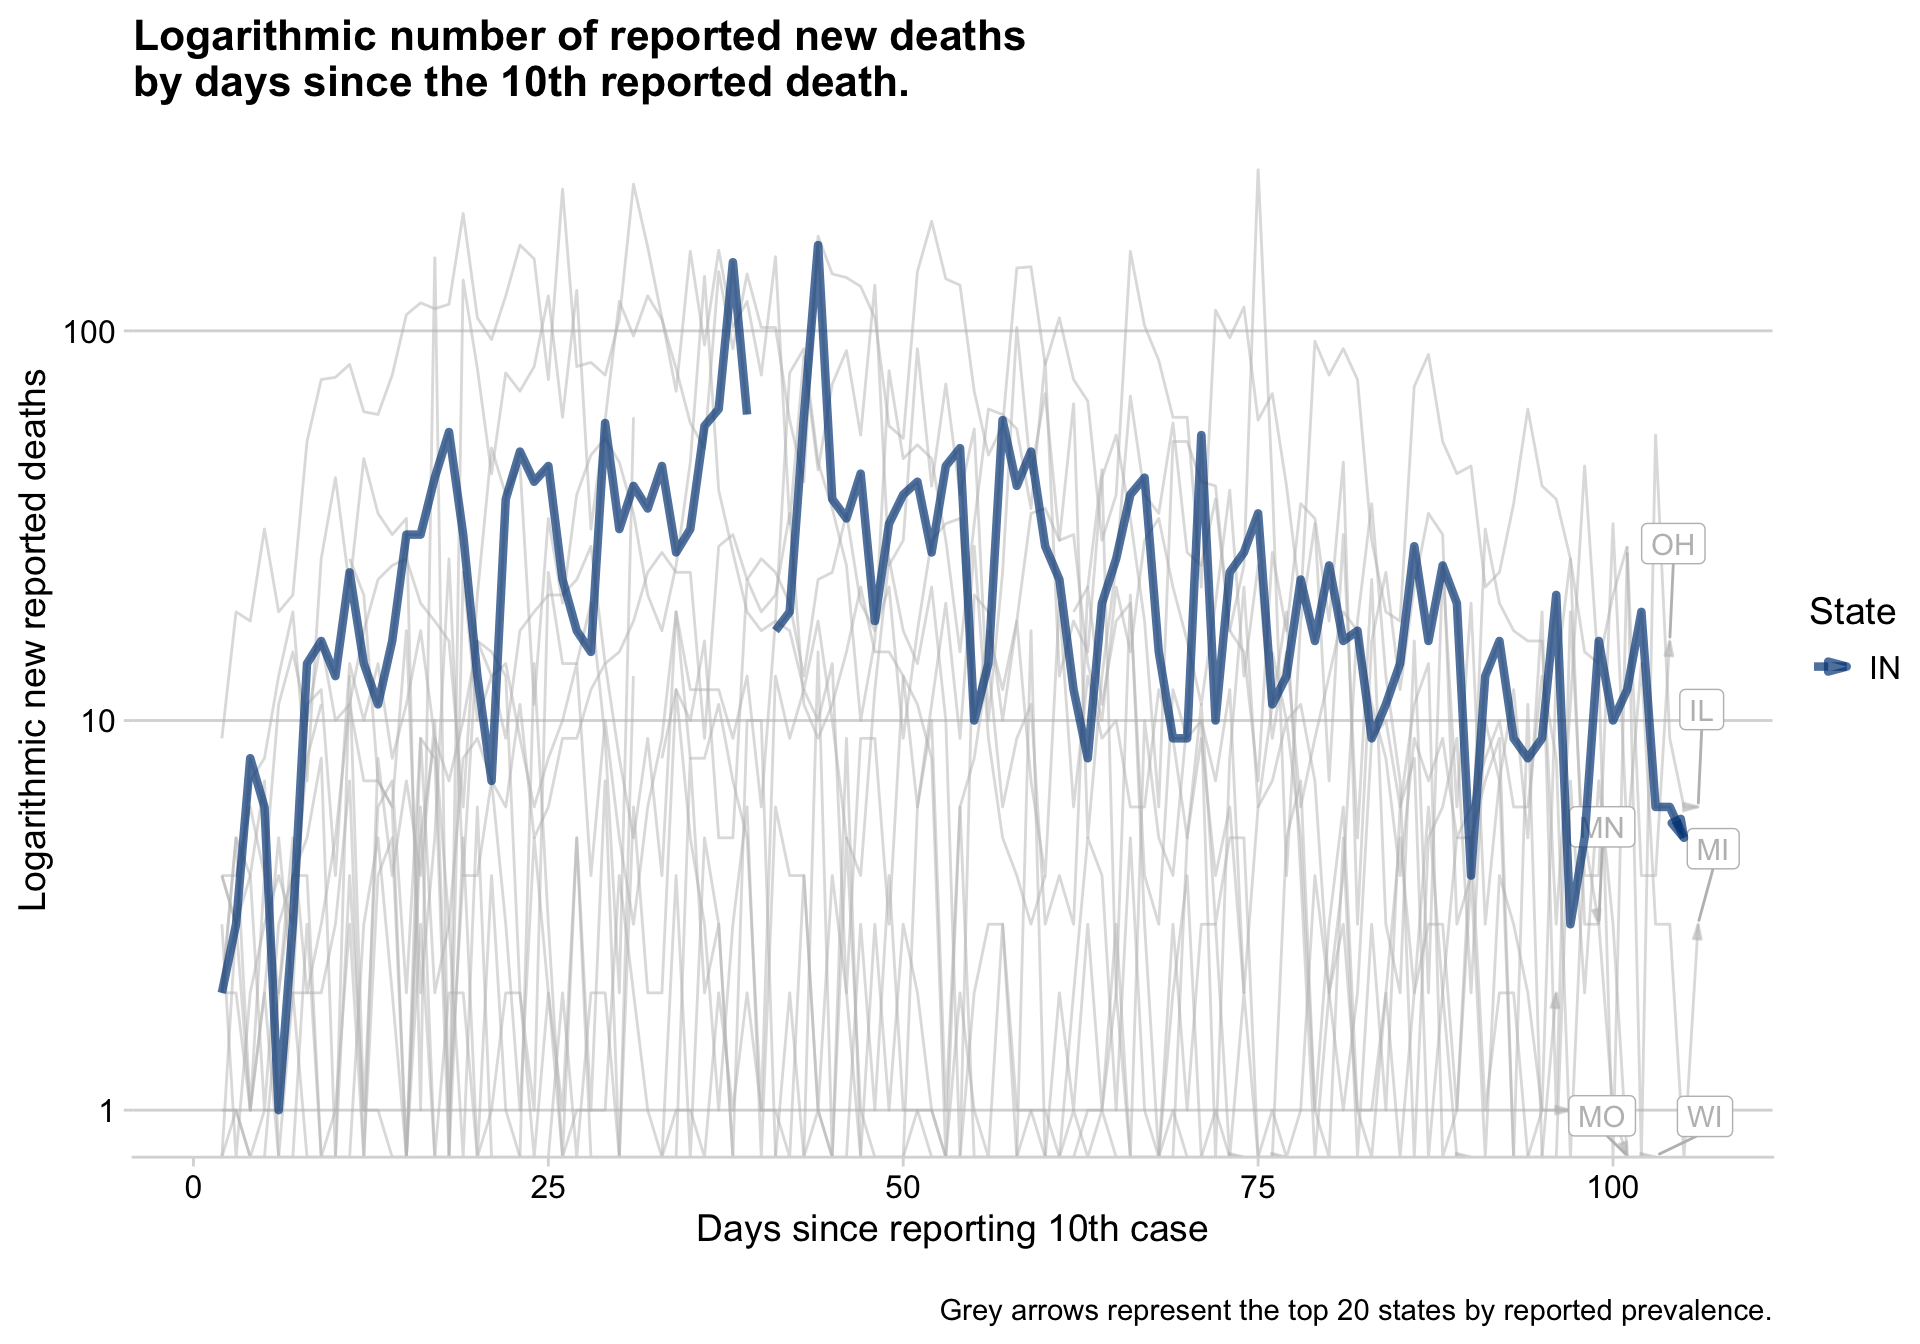 Logarithmic number of reported new deaths
by days since the 10th reported death.
Logarithmic new reported deaths
100
10
1
OH
IL
MN
MI
MO
WI
State
IN
0
25
50
75
100
Days since reporting 10th case
Grey arrows represent the top 20 states by reported prevalence.